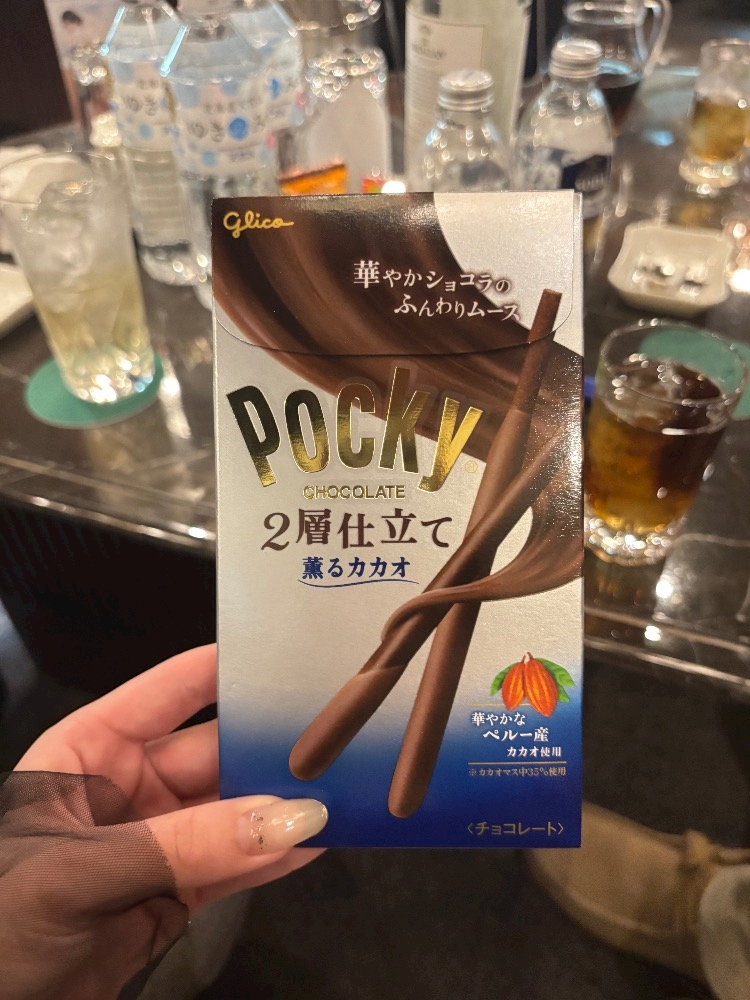 Glico
華やかショコラの
ふんわりムース
POCKY
CHOCOLATE
2層仕立て
薫るカカオ
華やかな
ペルー産
カカオ使用
※カカオマス中35%使用
〈チョコレート〉